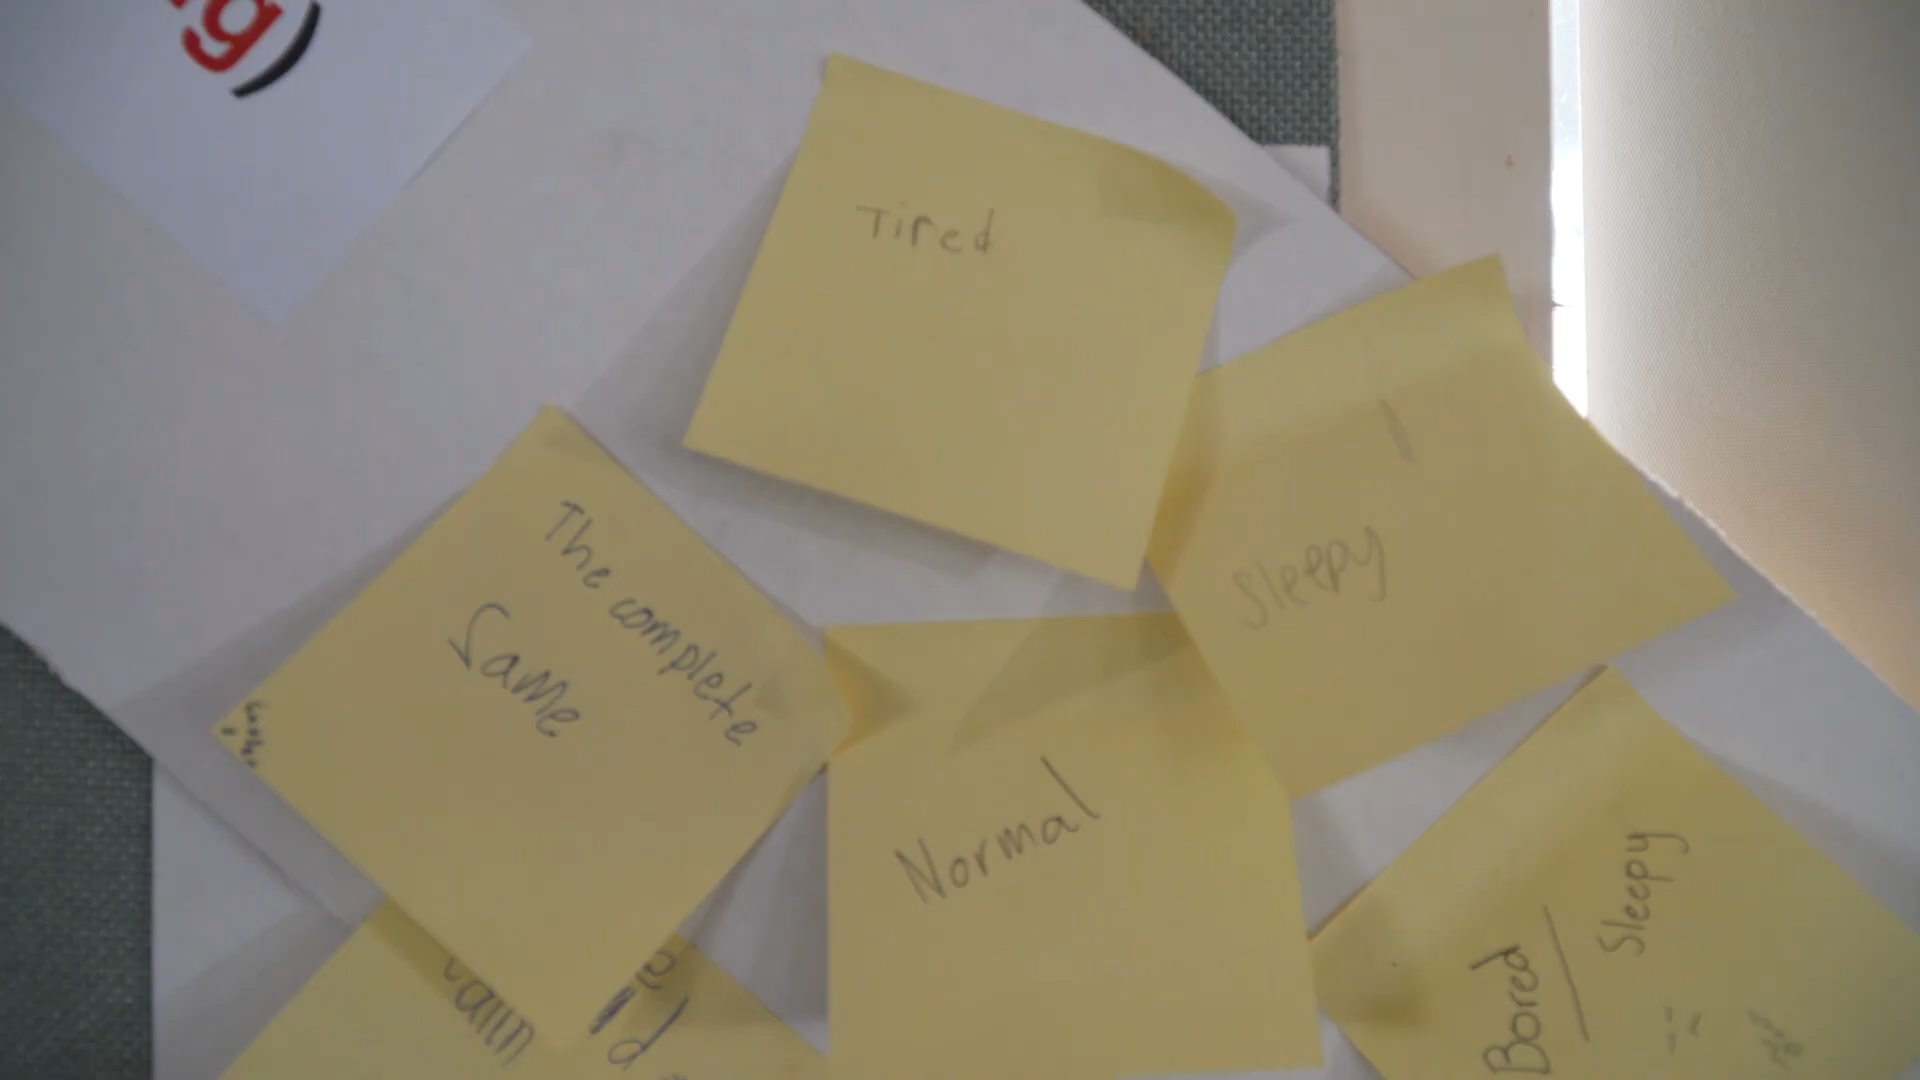 g)
Tired
Sleepy
The complete
Same
Normal
Bored
Sleepy